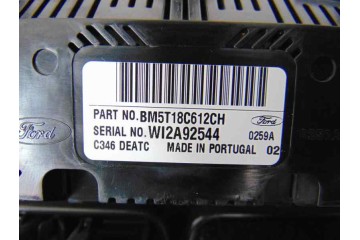 Ford
Ford
PART NO. BM5T18C612CH
SERIAL NO. WI2A92544
0259A
C346 DEATC MADE IN PORTUGAL 02